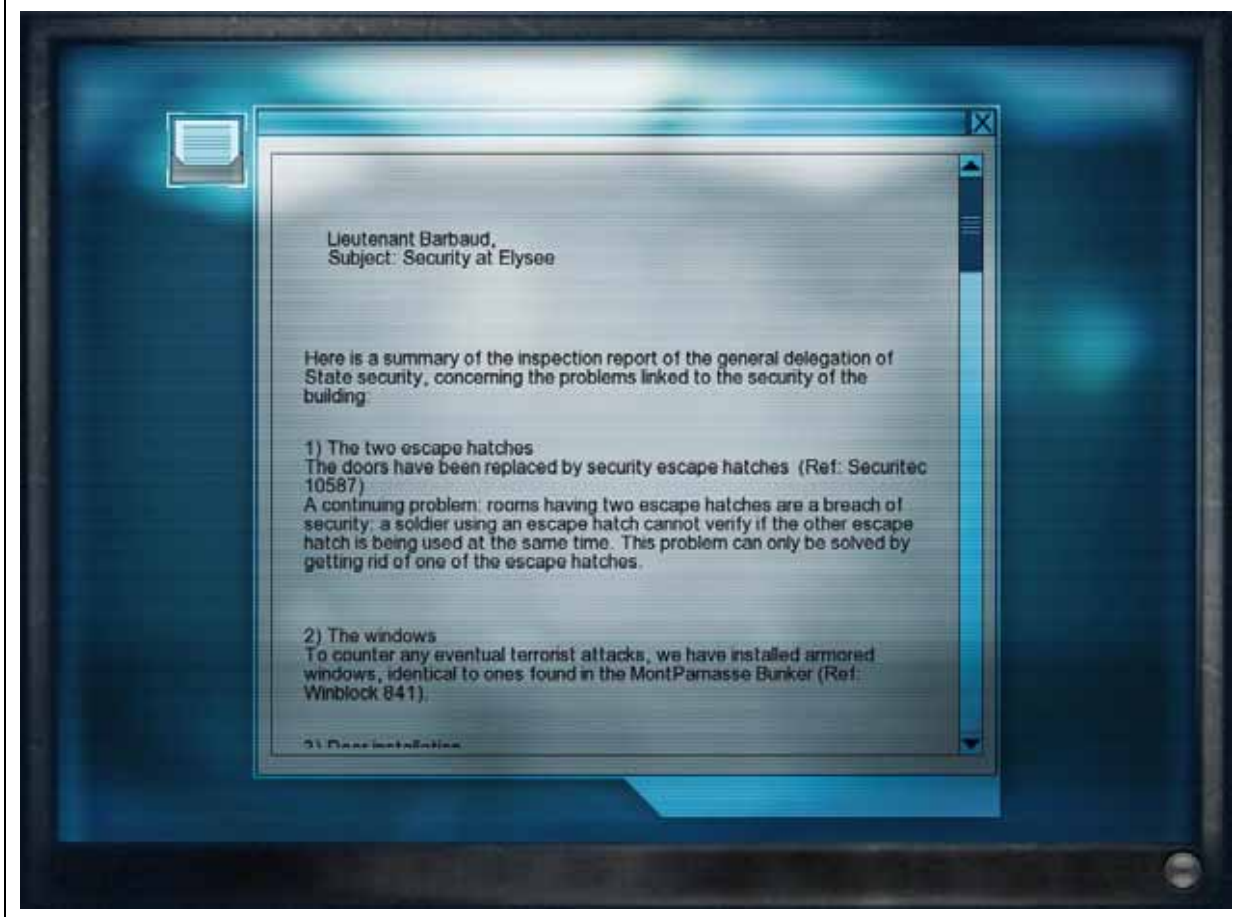 X
Lieutenant Barbaud,
Subject: Security at Elysee
Here is a summary of the inspection report of the general delegation of
State security, concerning the problems linked to the security of the
building:
1) The two escape hatches
The doors have been replaced by security escape hatches (Ref: Securitec
10587)
A continuing problem: rooms having two escape hatches are a breach of
security: a soldier using an escape hatch cannot verify if the other escape
hatch is being used at the same time. This problem can only be solved by
getting rid of one of the escape hatches.
2) The windows
To counter any eventual terrorist attacks, we have installed armored
windows, identical to ones found in the MontParnasse Bunker (Ref:
Winblock 841).
3) Door installation